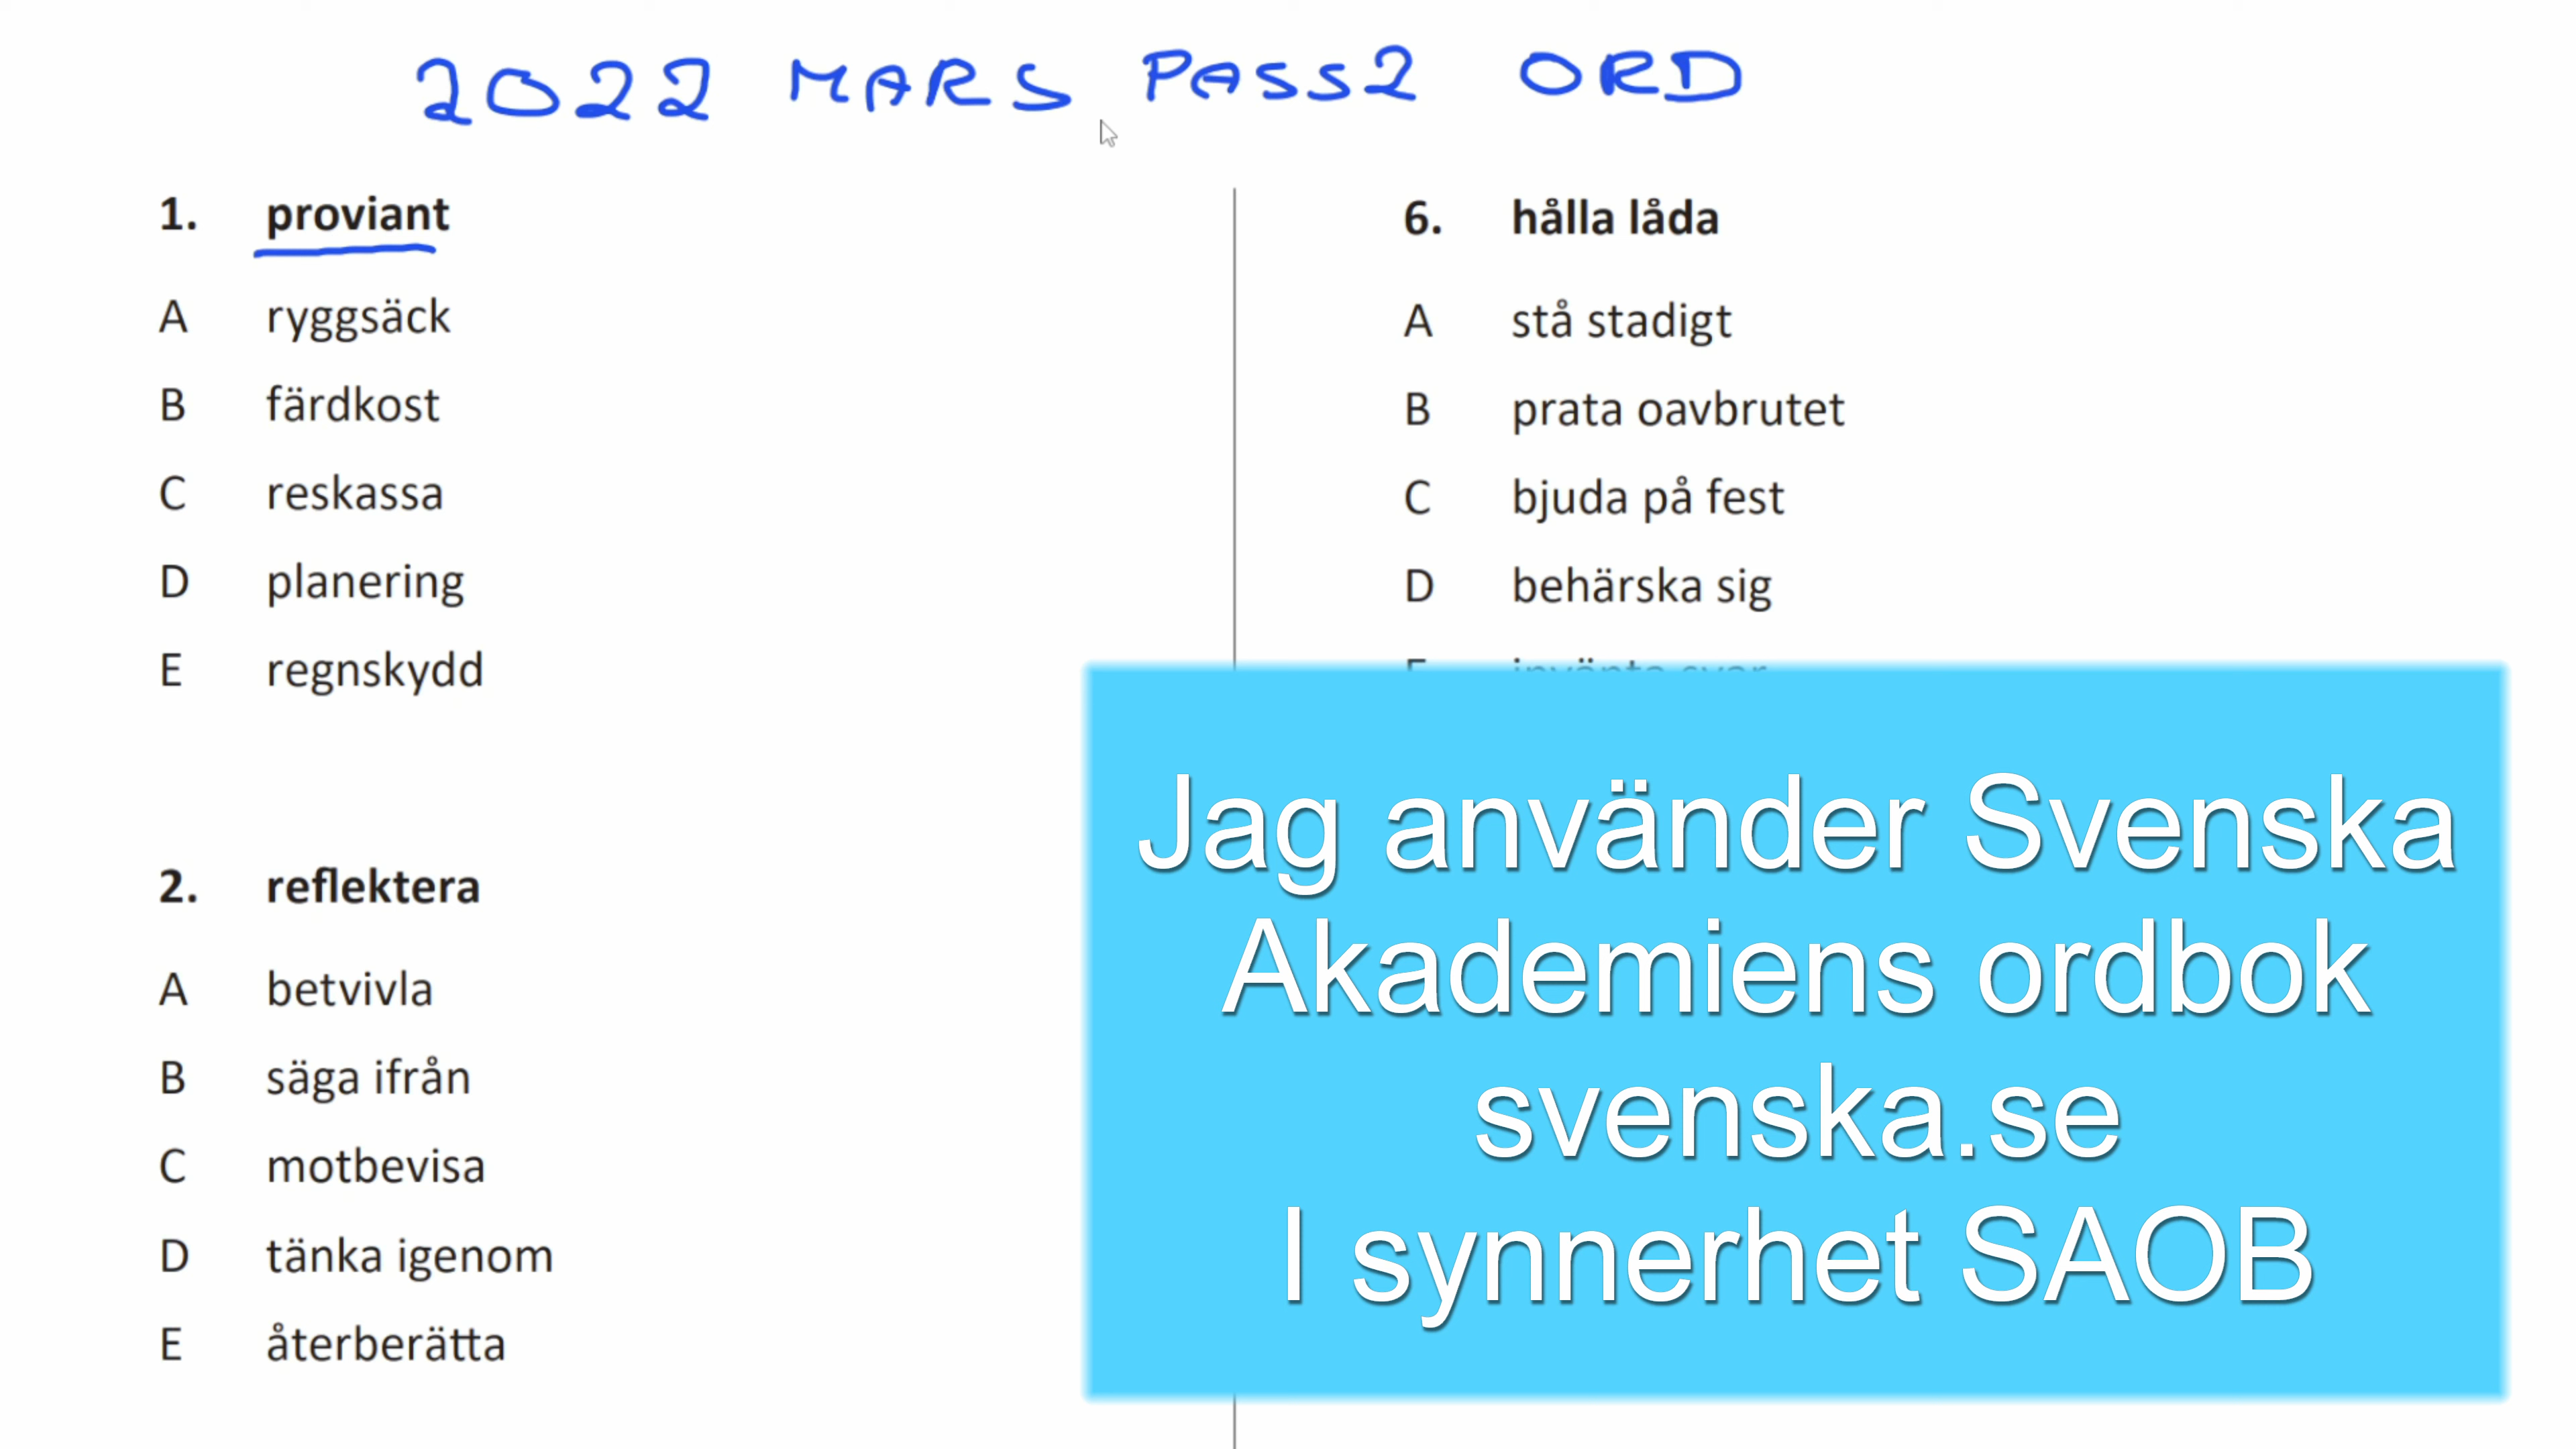 2022 MARS PASS2 ORD
1. proviant
A ryggsäck
B färdkost
C reskassa
D planering
E regnskydd
2. reflektera
A betvivla
B säga ifrån
C motbevisa
D tänka igenom
E återberätta
6. hålla låda
A stå stadigt
B prata oavbrutet
C bjuda på fest
D behärska sig
Jag använder Svenska
Akademiens ordbok
svenska.se
I synnerhet SAOB